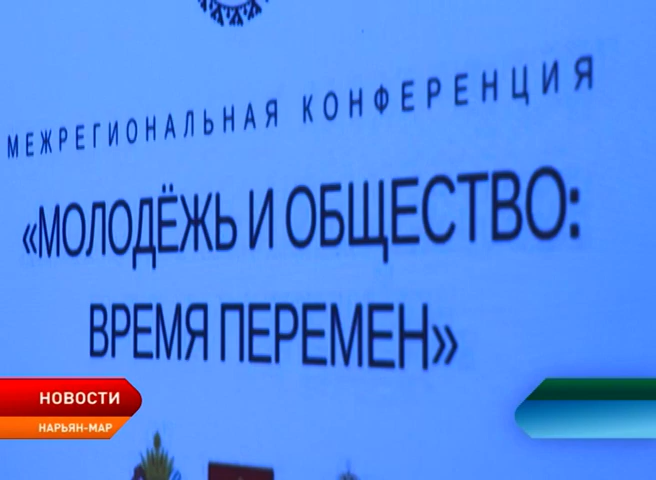 МЕЖРЕГИОНАЛЬНАЯ КОНФЕРЕНЦИЯ
«МОЛОДЁЖЬ И ОБЩЕСТВО:
ВРЕМЯ ПЕРЕМЕН»
НОВОСТИ
НАРЬЯН-МАР